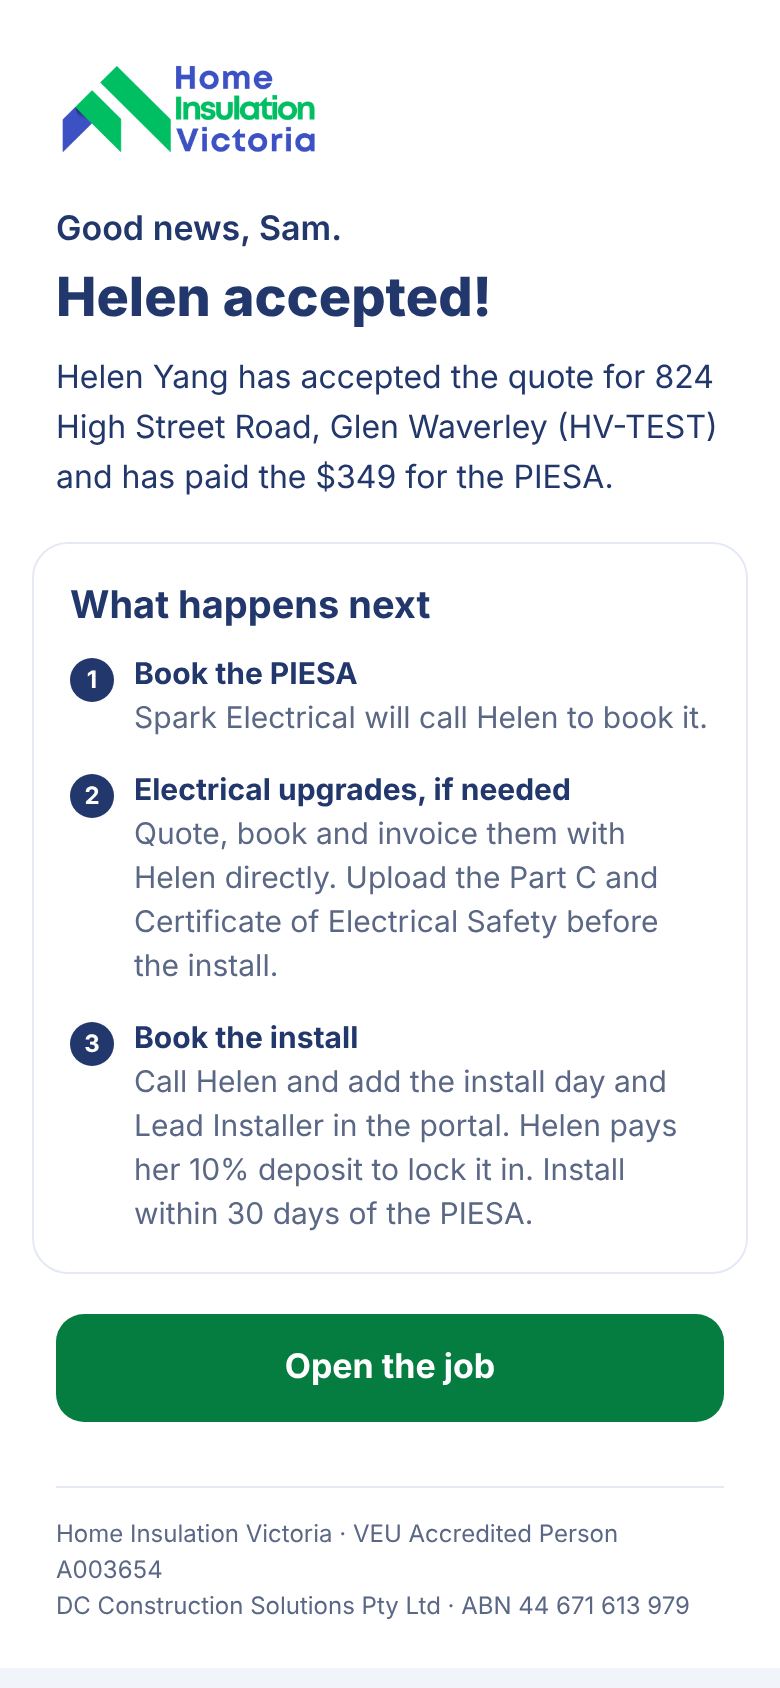 Home
Insulation
Victoria
Good news, Sam.
Helen accepted!
Helen Yang has accepted the quote for 824
High Street Road, Glen Waverley (HV-TEST)
and has paid the $349 for the PIESA.
What happens next
1 Book the PIESA
Spark Electrical will call Helen to book it.
2 Electrical upgrades, if needed
Quote, book and invoice them with
Helen directly. Upload the Part C and
Certificate of Electrical Safety before
the install.
3 Book the install
Call Helen and add the install day and
Lead Installer in the portal. Helen pays
her 10% deposit to lock it in. Install
within 30 days of the PIESA.
Open the job
Home Insulation Victoria · VEU Accredited Person
A003654
DC Construction Solutions Pty Ltd · ABN 44 671 613 979